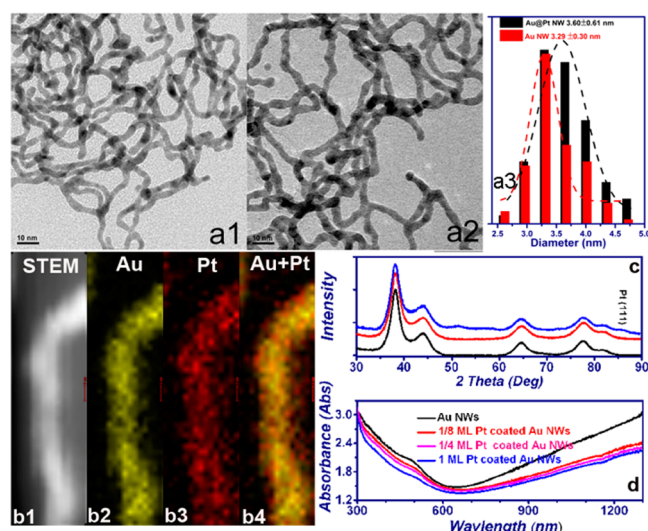 Au@Pt NW 3.60±0.61 nm
Au NW 3.29 ±0.30 nm
10 nm
a1
10 nm
a2
a3
2.5 3.0 3.5 4.0 4.5 5.0
Diameter (nm)
STEM
Au
Pt
Au+Pt
b1
b2
b3
b4
c
Intensity
Pt (111)
30 40 50 60 70 80 90
2 Theta (Deg)
Absorbance (Abs)
3.0
2.4
1.8
1.2
Au NWs
1/8 ML Pt coated Au NWs
1/4 ML Pt coated Au NWs
1 ML Pt coated Au NWs
d
300 600 900 1200
Wavelength (nm)